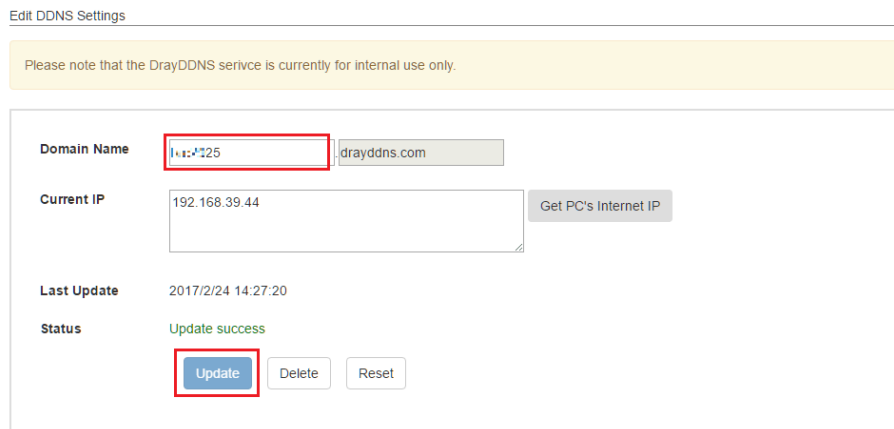 Edit DDNS Settings
Please note that the DrayDDNS serivce is currently for internal use only.
Domain Name .drayddns.com
Current IP 192.168.39.44 Get PC's Internet IP
Last Update 2017/2/24 14:27:20
Status Update success
Update Delete Reset